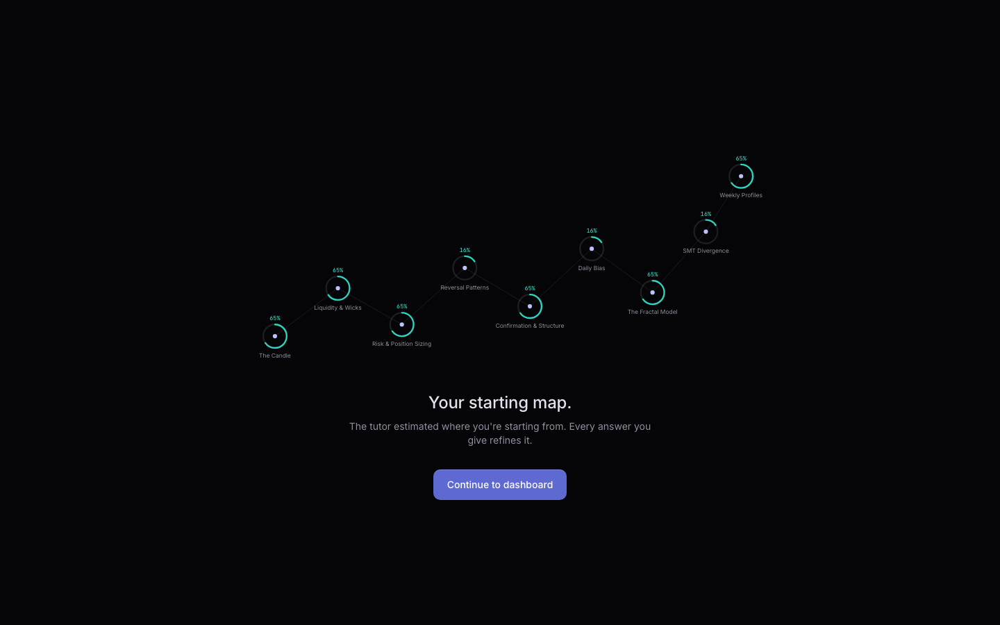 65%
Weekly Profiles
16%
SMT Divergence
16%
Daily Bias
16%
Reversal Patterns
65%
Liquidity & Wicks
65%
The Fractal Model
65%
Confirmation & Structure
65%
Risk & Position Sizing
65%
The Candle
Your starting map.
The tutor estimated where you're starting from. Every answer you
give refines it.
Continue to dashboard